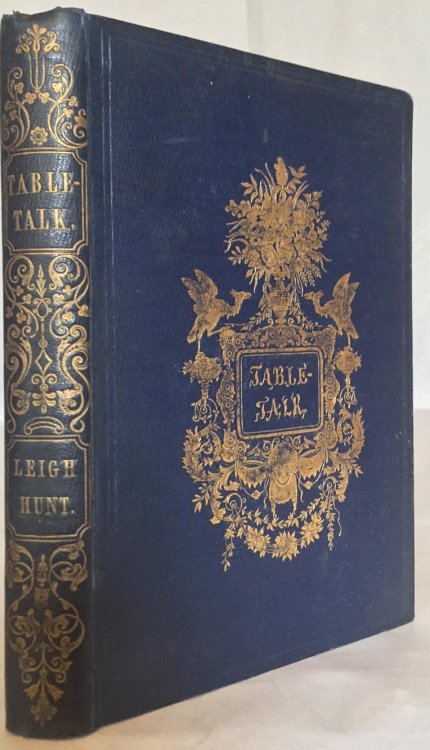 TABLE-
TALK.
LEIGH
HUNT.
TABLE-
TALK,